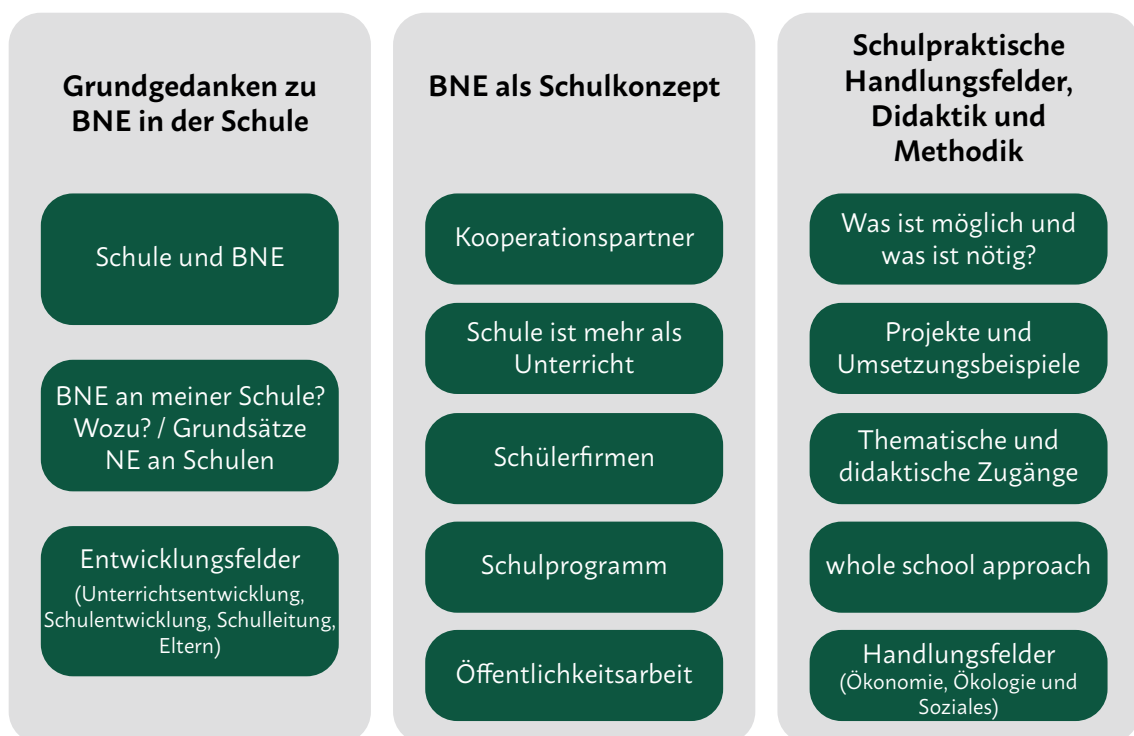 Grundgedanken zu
BNE in der Schule
Schule und BNE
BNE an meiner Schule?
Wozu? / Grundsätze
NE an Schulen
Entwicklungsfelder
(Unterrichtsentwicklung,
Schulentwicklung, Schulleitung,
Eltern)
BNE als Schulkonzept
Kooperationspartner
Schule ist mehr als
Unterricht
Schülerfirmen
Schulprogramm
Öffentlichkeitsarbeit
Schulpraktische
Handlungsfelder,
Didaktik und
Methodik
Was ist möglich und
was ist nötig?
Projekte und
Umsetzungsbeispiele
Thematische und
didaktische Zugänge
whole school approach
Handlungsfelder
(Ökonomie, Ökologie und
Soziales)